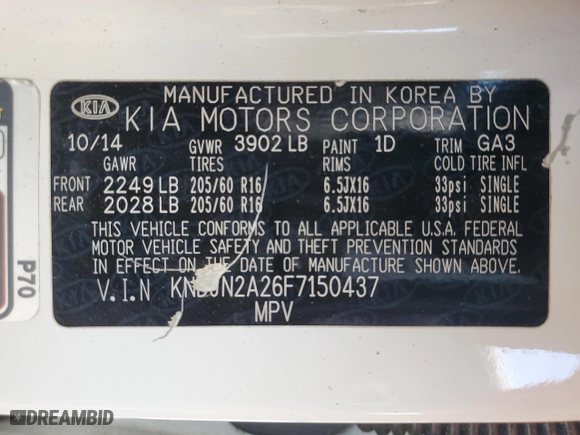 MANUFACTURED IN KOREA BY
KIA KIA MOTORS CORPORATION
10/14 GVWR 3902 LB PAINT 1D TRIM GA3
GAWR TIRES RIMS COLD TIRE INFL
FRONT 2249 LB 205/60 R16 6.5JX16 33psi SINGLE
REAR 2028 LB 205/60 R16 6.5JX16 33psi SINGLE
THIS VEHICLE CONFORMS TO ALL APPLICABLE U.S.A. FEDERAL
MOTOR VEHICLE SAFETY AND THEFT PREVENTION STANDARDS
IN EFFECT ON THE DATE OF MANUFACTURE SHOWN ABOVE.
V.I.N KNDJN2A26F7150437
MPV
P70
DREAMBID